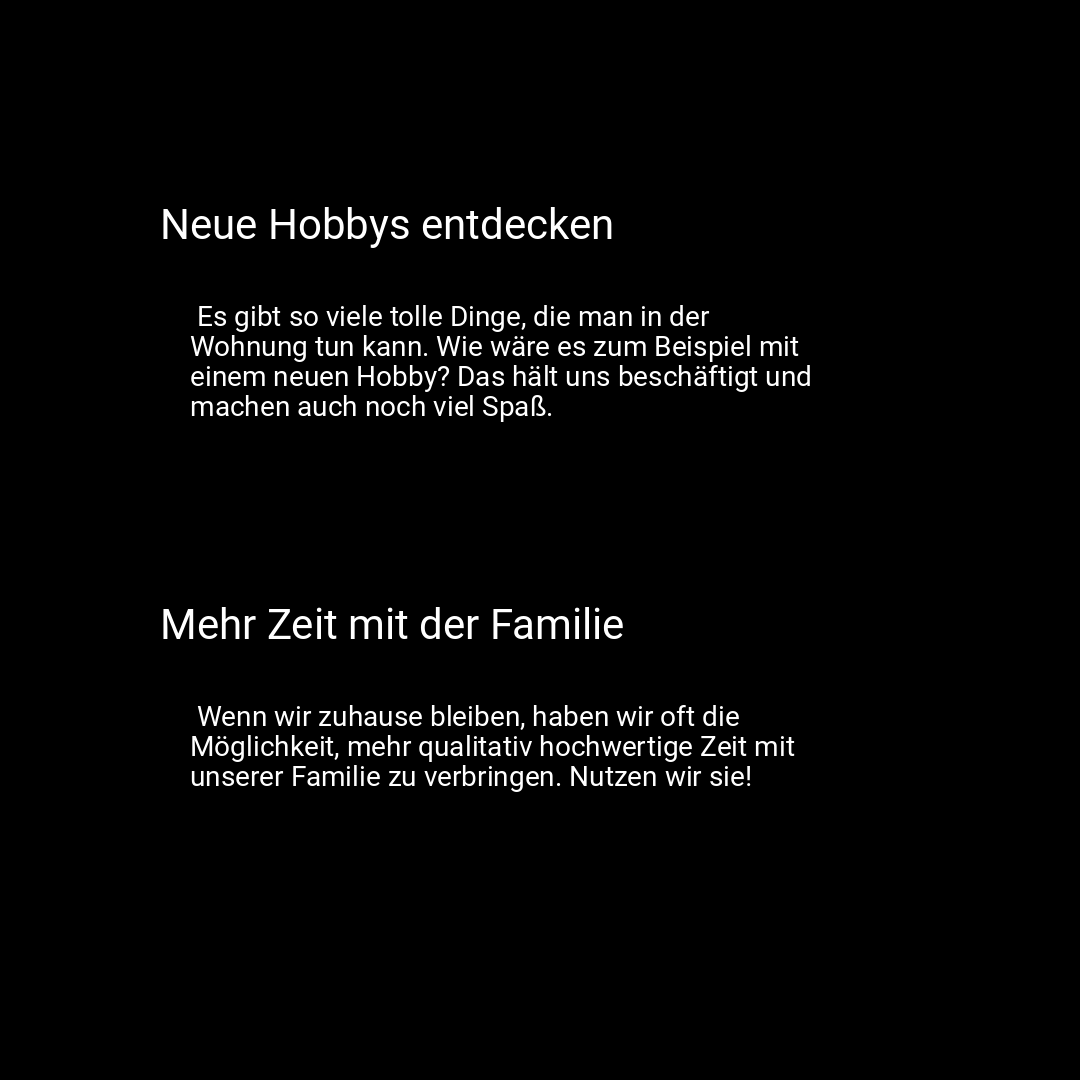 Neue Hobbys entdecken
Es gibt so viele tolle Dinge, die man in der
Wohnung tun kann. Wie wäre es zum Beispiel mit
einem neuen Hobby? Das hält uns beschäftigt und
machen auch noch viel Spaß.
Mehr Zeit mit der Familie
Wenn wir zuhause bleiben, haben wir oft die
Möglichkeit, mehr qualitativ hochwertige Zeit mit
unserer Familie zu verbringen. Nutzen wir sie!